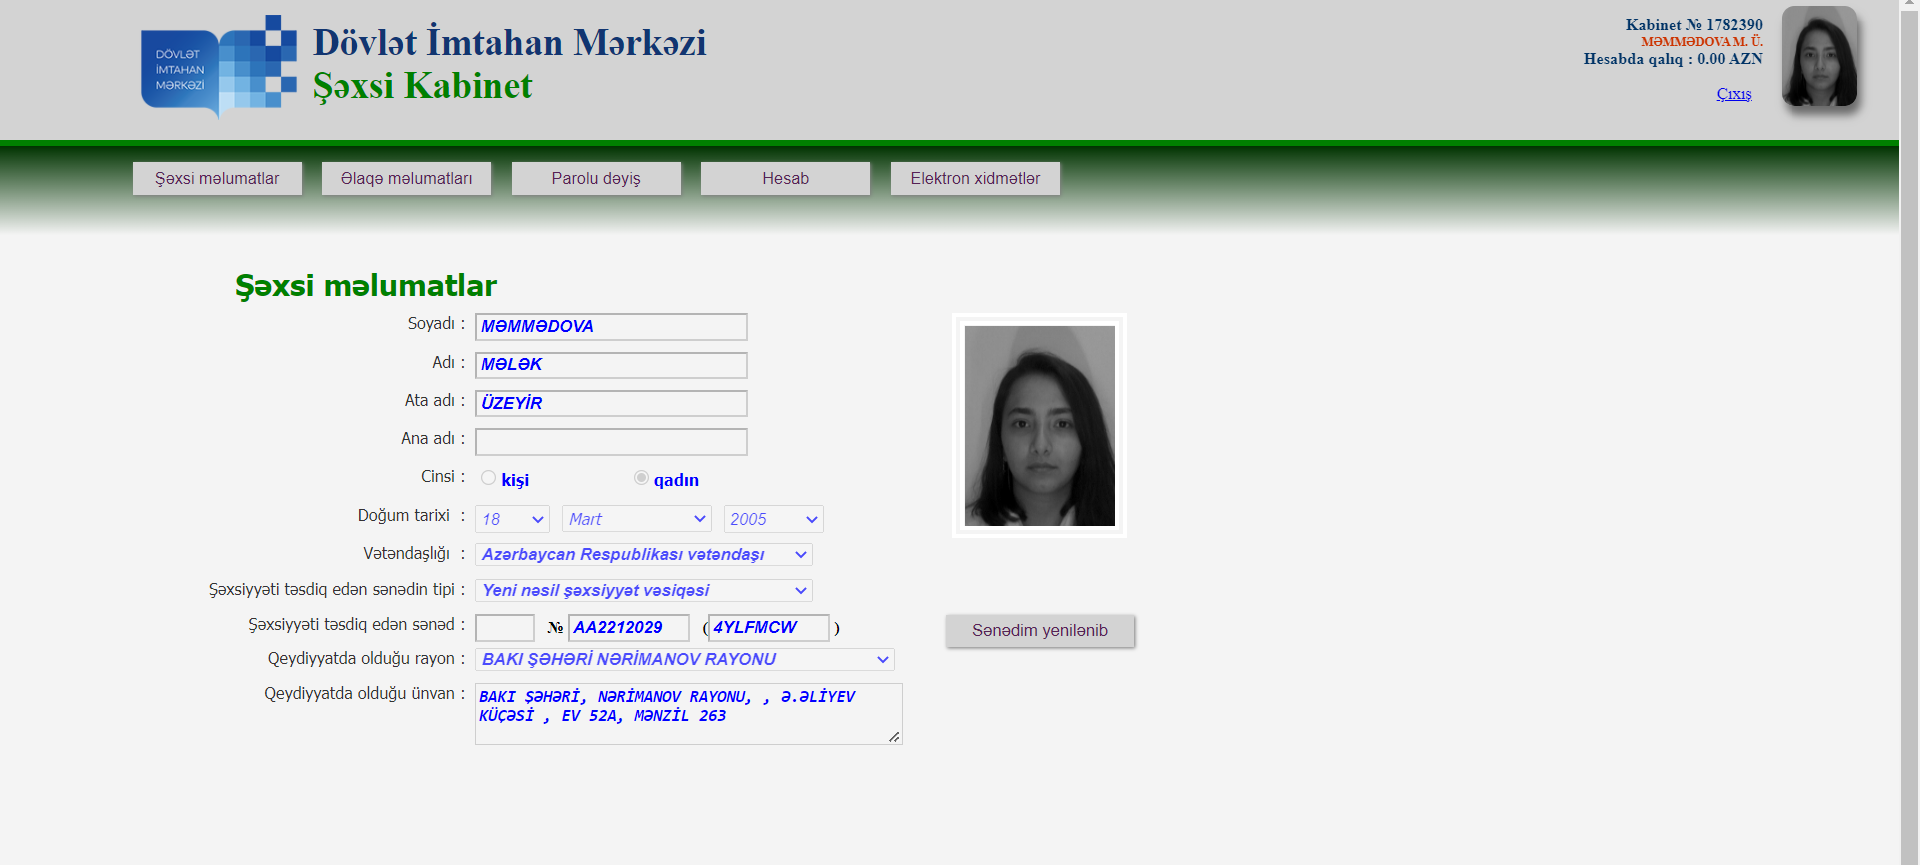 DÖVLƏT
İMTAHAN
MƏRKƏZİ
Dövlət İmtahan Mərkəzi
Şəxsi Kabinet
Kabinet № 1782390
MƏMMƏDOVA M. Ü.
Hesabda qalıq : 0.00 AZN
Çıxış
Şəxsi məlumatlar
Əlaqə məlumatları
Parolu dəyiş
Hesab
Elektron xidmətlər
Şəxsi məlumatlar
Soyadı : MƏMMƏDOVA
Adı : MƏLƏK
Ata adı : ÜZEYİR
Ana adı :
Cinsi : kişi qadın
Doğum tarixi : 18 Mart 2005
Vətəndaşlığı : Azərbaycan Respublikası vətəndaşı
Şəxsiyyəti təsdiq edən sənədin tipi : Yeni nəsil şəxsiyyət vəsiqəsi
Şəxsiyyəti təsdiq edən sənəd : № AA2212029 ( 4YLFMCW )
Sənədim yenilənib
Qeydiyyatda olduğu rayon : BAKI ŞƏHƏRİ NƏRİMANOV RAYONU
Qeydiyyatda olduğu ünvan : BAKI ŞƏHƏRİ, NƏRİMANOV RAYONU, , Ə.ƏLİYEV
KÜÇƏSİ , EV 52A, MƏNZİL 263